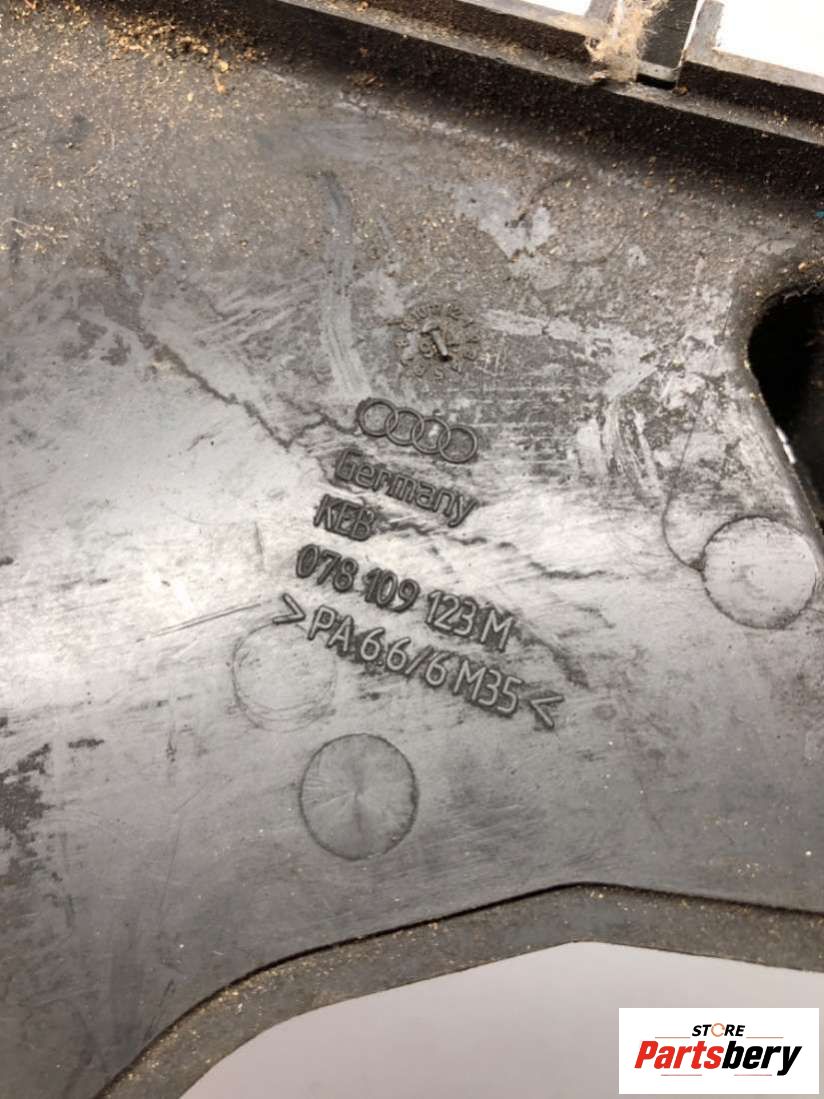 Germany
KEB
078 109 123 M
>PA 6.6/6 M35<
STORE
Partsbery